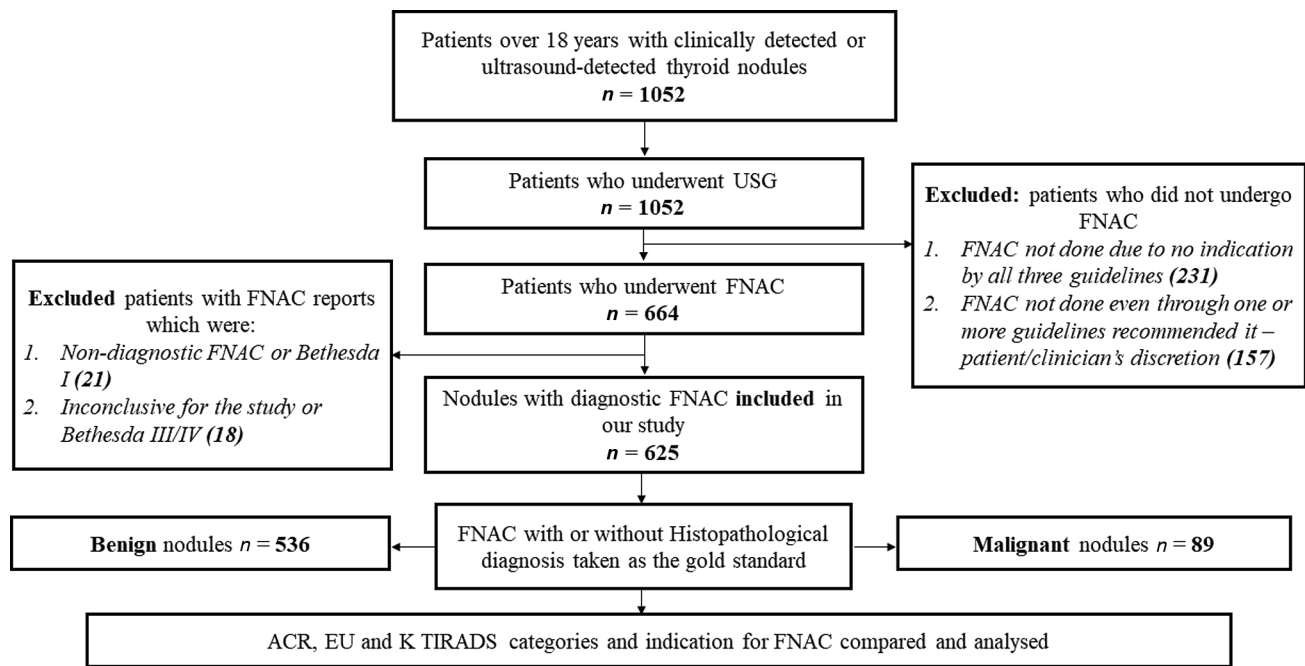 Patients over 18 years with clinically detected or
ultrasound-detected thyroid nodules
n = 1052
Patients who underwent USG
n = 1052
Excluded: patients who did not undergo
FNAC
1. FNAC not done due to no indication
by all three guidelines (231)
2. FNAC not done even through one or
more guidelines recommended it –
patient/clinician's discretion (157)
Patients who underwent FNAC
n = 664
Excluded patients with FNAC reports
which were:
1. Non-diagnostic FNAC or Bethesda
I (21)
2. Inconclusive for the study or
Bethesda III/IV (18)
Nodules with diagnostic FNAC included in
our study
n = 625
FNAC with or without Histopathological
diagnosis taken as the gold standard
Benign nodules n = 536
Malignant nodules n = 89
ACR, EU and K TIRADS categories and indication for FNAC compared and analysed